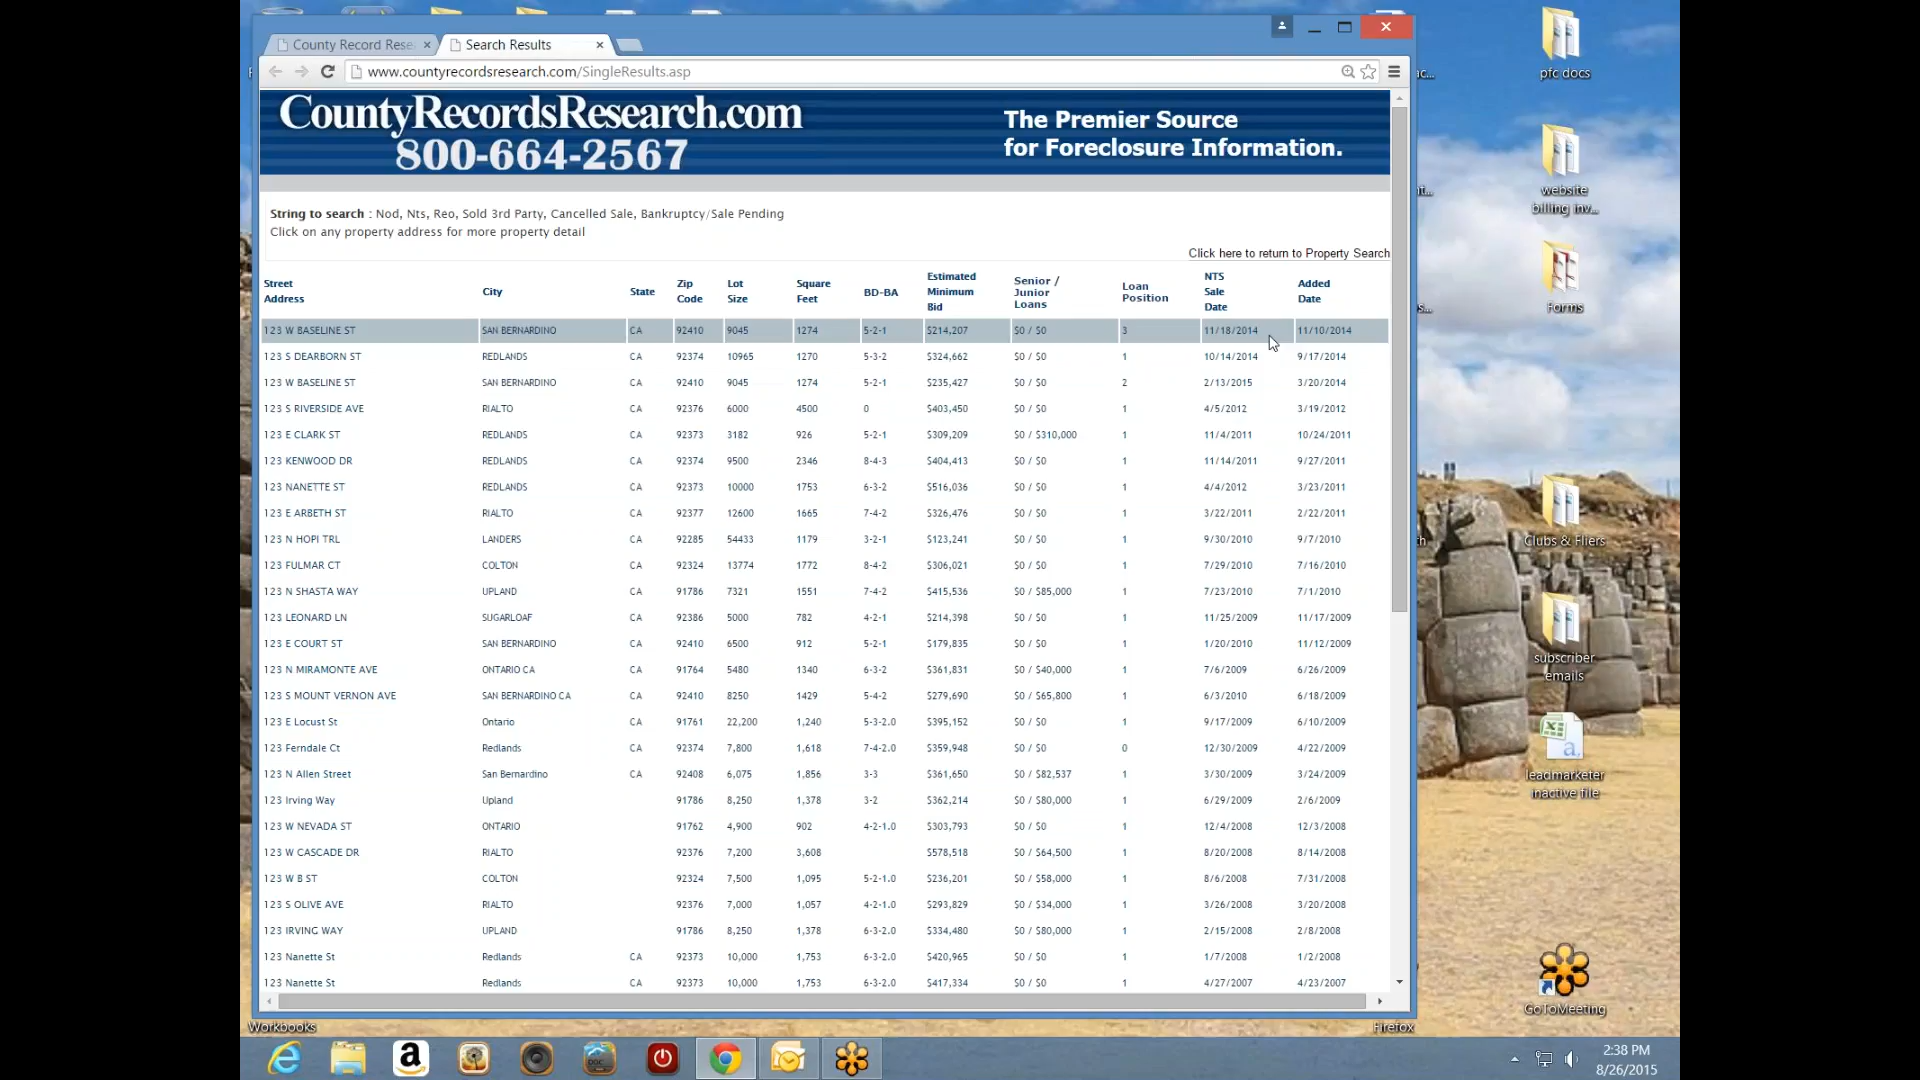 County Record Rese
Search Results
www.countyrecordsresearch.com/SingleResults.asp
CountyRecordsResearch.com
800-664-2567
The Premier Source
for Foreclosure Information.
String to search : Nod, Nts, Reo, Sold 3rd Party, Cancelled Sale, Bankruptcy/Sale Pending
Click on any property address for more property detail
Click here to return to Property Search
Street Address City State Zip Code Lot Size Square Feet BD-BA Estimated Minimum Bid Senior / Junior Loans Loan Position NTS Sale Date Added Date
123 W BASELINE ST SAN BERNARDINO CA 92410 9045 1274 5-2-1 $214,207 $0 / $0 3 11/18/2014 11/10/2014
123 S DEARBORN ST REDLANDS CA 92374 10965 1270 5-3-2 $324,662 $0 / $0 1 10/14/2014 9/17/2014
123 W BASELINE ST SAN BERNARDINO CA 92410 9045 1274 5-2-1 $235,427 $0 / $0 2 2/13/2015 3/20/2014
123 S RIVERSIDE AVE RIALTO CA 92376 6000 4500 0 $403,450 $0 / $0 1 4/5/2012 3/19/2012
123 E CLARK ST REDLANDS CA 92373 3182 926 5-2-1 $309,209 $0 / $310,000 1 11/4/2011 10/24/2011
123 KENWOOD DR REDLANDS CA 92374 9500 2346 8-4-3 $404,413 $0 / $0 1 11/14/2011 9/27/2011
123 NANETTE ST REDLANDS CA 92373 10000 1753 6-3-2 $516,036 $0 / $0 1 4/4/2012 3/23/2011
123 E ARBETH ST RIALTO CA 92377 12600 1665 7-4-2 $326,476 $0 / $0 1 3/22/2011 2/22/2011
123 N HOPI TRL LANDERS CA 92285 54433 1179 3-2-1 $123,241 $0 / $0 1 9/30/2010 9/7/2010
123 FULMAR CT COLTON CA 92324 13774 1772 8-4-2 $306,021 $0 / $0 1 7/29/2010 7/16/2010
123 N SHASTA WAY UPLAND CA 91786 7321 1551 7-4-2 $415,536 $0 / $85,000 1 7/23/2010 7/1/2010
123 LEONARD LN SUGARLOAF CA 92386 5000 782 4-2-1 $214,398 $0 / $0 1 11/25/2009 11/17/2009
123 E COURT ST SAN BERNARDINO CA 92410 6500 912 5-2-1 $179,835 $0 / $0 1 1/20/2010 11/12/2009
123 N MIRAMONTE AVE ONTARIO CA CA 91764 5480 1340 6-3-2 $361,831 $0 / $40,000 1 7/6/2009 6/26/2009
123 S MOUNT VERNON AVE SAN BERNARDINO CA CA 92410 8250 1429 5-4-2 $279,690 $0 / $65,800 1 6/3/2010 6/18/2009
123 E Locust St Ontario CA 91761 22,200 1,240 5-3-2.0 $395,152 $0 / $0 1 9/17/2009 6/10/2009
123 Ferndale Ct Redlands CA 92374 7,800 1,618 7-4-2.0 $359,948 $0 / $0 0 12/30/2009 4/22/2009
123 N Allen Street San Bernardino CA 92408 6,075 1,856 3-3 $361,650 $0 / $82,537 1 3/30/2009 3/24/2009
123 Irving Way Upland 91786 8,250 1,378 3-2 $362,214 $0 / $80,000 1 6/29/2009 2/6/2009
123 W NEVADA ST ONTARIO 91762 4,900 902 4-2-1.0 $303,793 $0 / $0 1 12/4/2008 12/3/2008
123 W CASCADE DR RIALTO 92376 7,200 3,608 $578,518 $0 / $64,500 1 8/20/2008 8/14/2008
123 W B ST COLTON 92324 7,500 1,095 5-2-1.0 $236,201 $0 / $58,000 1 8/6/2008 7/31/2008
123 S OLIVE AVE RIALTO 92376 7,000 1,057 4-2-1.0 $293,829 $0 / $34,000 1 3/26/2008 3/20/2008
123 IRVING WAY UPLAND 91786 8,250 1,378 6-3-2.0 $334,480 $0 / $80,000 1 2/15/2008 2/8/2008
123 Nanette St Redlands CA 92373 10,000 1,753 6-3-2.0 $420,965 $0 / $0 1 1/7/2008 1/2/2008
123 Nanette St Redlands CA 92373 10,000 1,753 6-3-2.0 $417,334 $0 / $0 1 4/27/2007 4/23/2007
pfc docs
website
billing inv...
Forms
Clubs & Fliers
subscriber
emails
leadmarketer
inactive file
GoToMeeting
Workbooks
Firefox
2:38 PM
8/26/2015